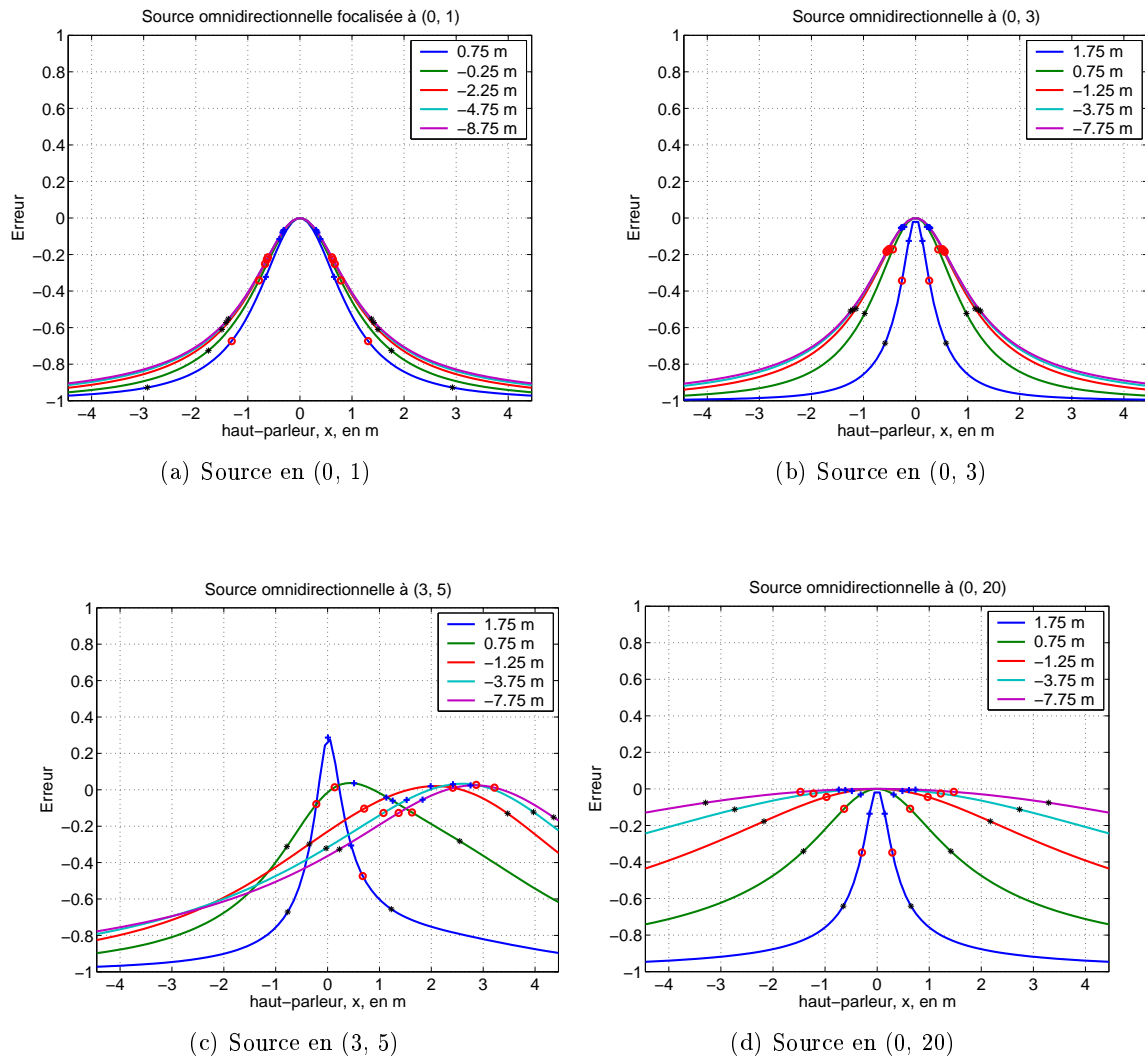 Source omnidirectionnelle focalisée à (0, 1)
1
0.8
0.6
0.4
0.2
0
−0.2
−0.4
−0.6
−0.8
−1
Erreur
0.75 m
−0.25 m
−2.25 m
−4.75 m
−8.75 m
−4 −3 −2 −1 0 1 2 3 4
haut−parleur, x, en m
(a) Source en (0, 1)
Source omnidirectionnelle à (0, 3)
1
0.8
0.6
0.4
0.2
0
−0.2
−0.4
−0.6
−0.8
−1
Erreur
1.75 m
0.75 m
−1.25 m
−3.75 m
−7.75 m
−4 −3 −2 −1 0 1 2 3 4
haut−parleur, x, en m
(b) Source en (0, 3)
Source omnidirectionnelle à (3, 5)
1
0.8
0.6
0.4
0.2
0
−0.2
−0.4
−0.6
−0.8
−1
Erreur
1.75 m
0.75 m
−1.25 m
−3.75 m
−7.75 m
−4 −3 −2 −1 0 1 2 3 4
haut−parleur, x, en m
(c) Source en (3, 5)
Source omnidirectionnelle à (0, 20)
1
0.8
0.6
0.4
0.2
0
−0.2
−0.4
−0.6
−0.8
−1
Erreur
1.75 m
0.75 m
−1.25 m
−3.75 m
−7.75 m
−4 −3 −2 −1 0 1 2 3 4
haut−parleur, x, en m
(d) Source en (0, 20)